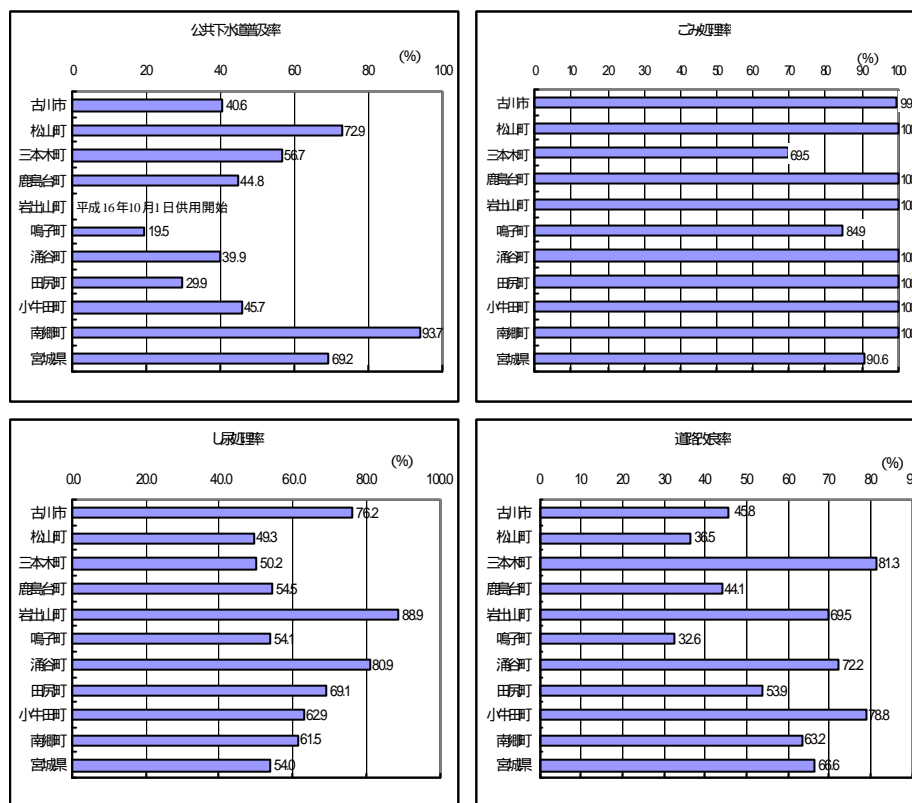 公共下水道普及率
(%)
0 20 40 60 80 100
古川市 40.6
松山町 72.9
三本木町 56.7
鹿島台町 44.8
岩出山町 平成16年10月1日供用開始
鳴子町 19.5
涌谷町 39.9
田尻町 29.9
小牛田町 45.7
南郷町 93.7
宮城県 69.2
ごみ処理率
(%)
0 10 20 30 40 50 60 70 80 90 100
古川市 99
松山町 10
三本木町 69.5
鹿島台町 10
岩出山町 10
鳴子町 84.9
涌谷町 10
田尻町 10
小牛田町 10
南郷町 10
宮城県 90.6
し尿処理率
(%)
0.0 20.0 40.0 60.0 80.0 100.0
古川市 76.2
松山町 49.3
三本木町 50.2
鹿島台町 54.5
岩出山町 88.9
鳴子町 54.1
涌谷町 80.9
田尻町 69.1
小牛田町 62.9
南郷町 61.5
宮城県 54.0
道路改良率
(%)
0 10 20 30 40 50 60 70 80 9
古川市 45.8
松山町 36.5
三本木町 81.3
鹿島台町 44.1
岩出山町 69.5
鳴子町 32.6
涌谷町 72.2
田尻町 53.9
小牛田町 78.8
南郷町 63.2
宮城県 66.6